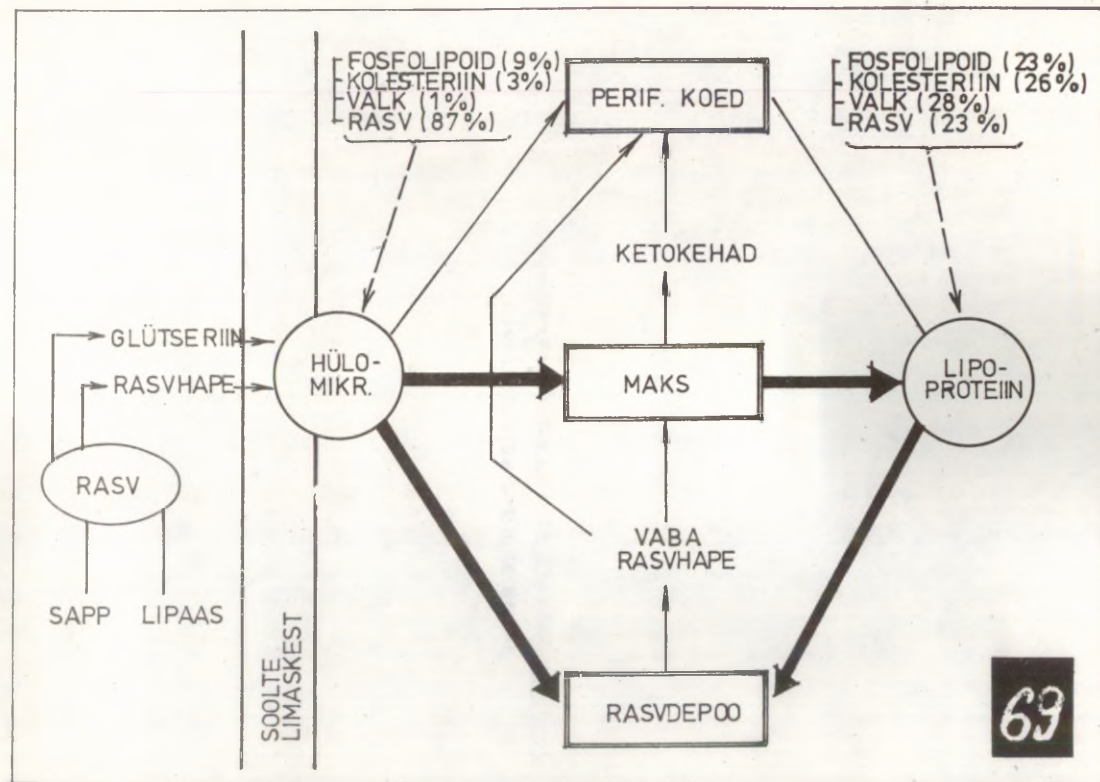 FOSFOLIPOID (9%)
KOLESTERIIN (3%)
VALK (1%)
RASV (87%)
PERIF. KOED
FOSFOLIPOID (23%)
KOLESTERIIN (26%)
VALK (28%)
RASV (23%)
KETOKEHAD
GLÜTSERIIN
RASVHAPE
HÜLO-
MIKR.
MAKS
LIPO-
PROTEIIN
RASV
VABA
RASVHAPE
SAPP
LIPAAS
SOOLTE
LIMASKEST
RASVDEPOO
69